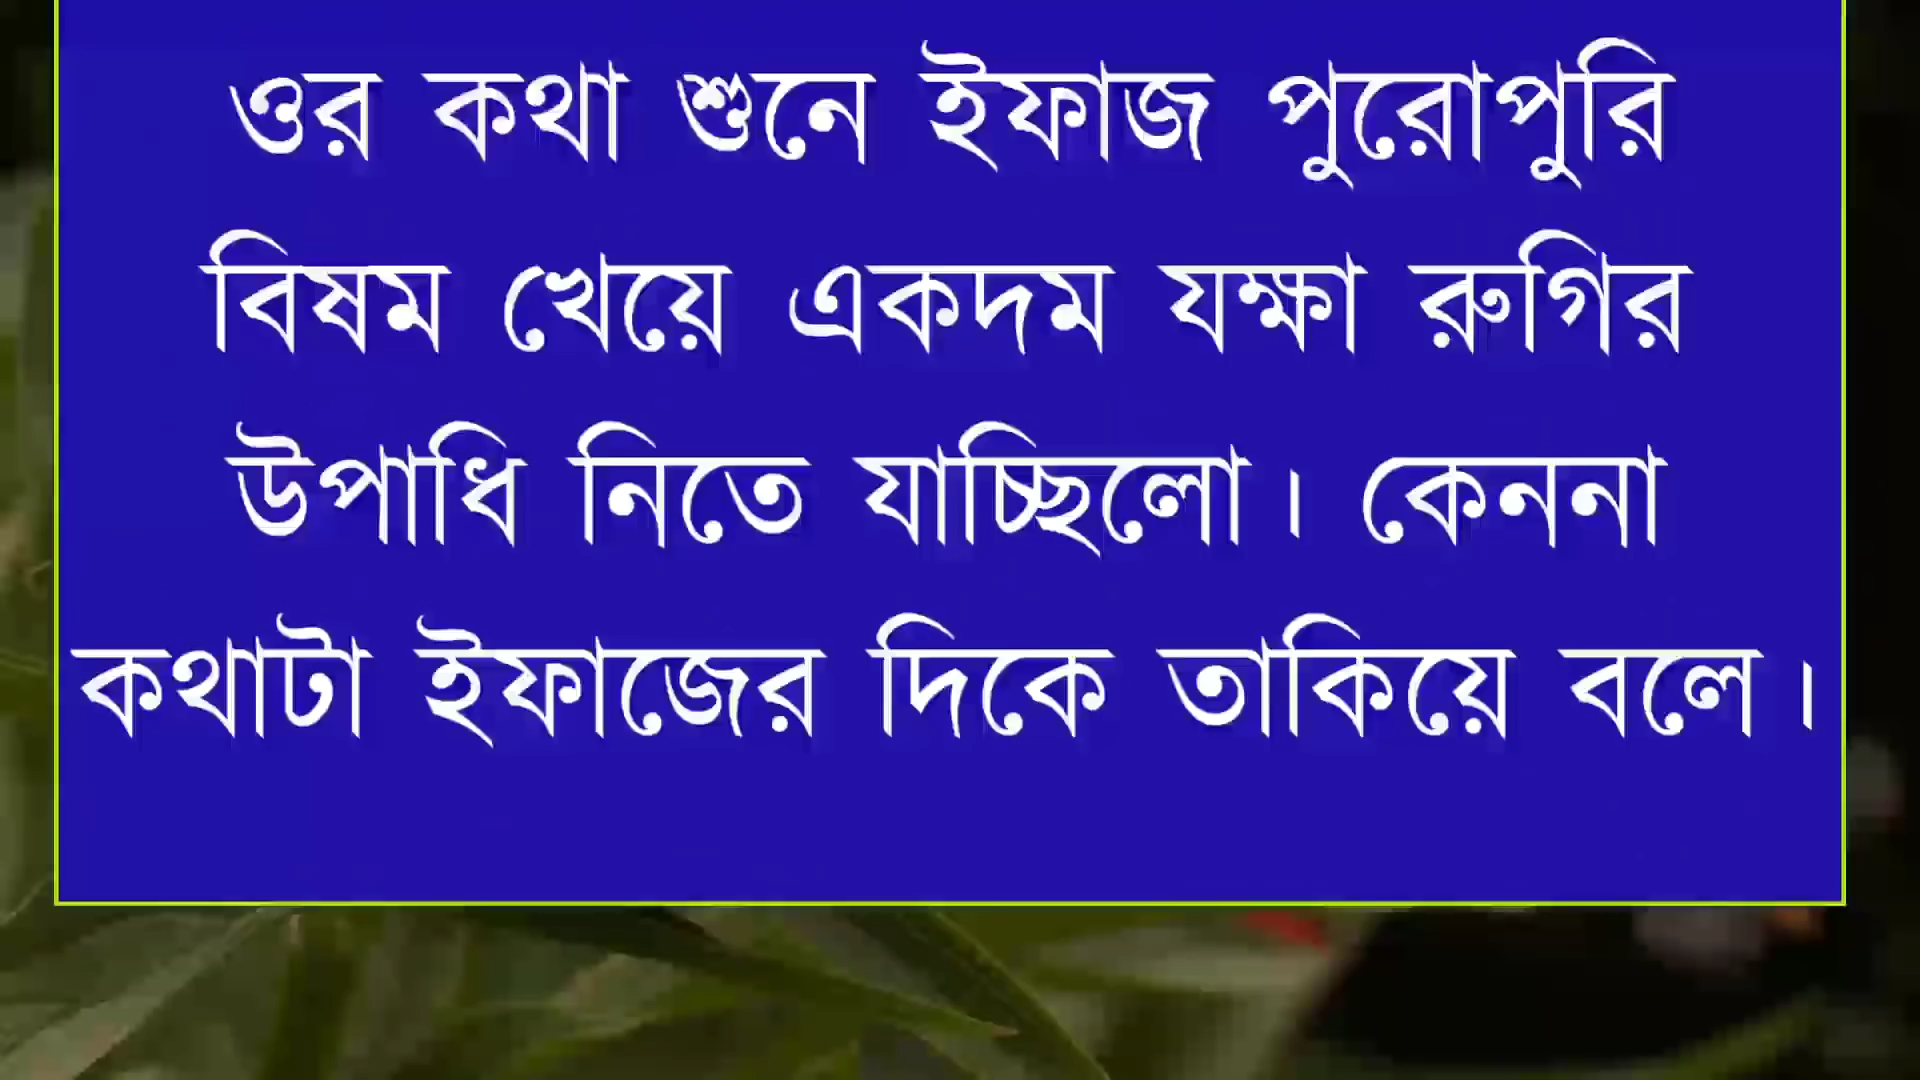 ওর কথা শুনে ইফাজ পুরোপুরি
বিষম খেয়ে একদম যক্ষা রুগির
উপাধি নিতে যাচ্ছিলো। কেননা
কথাটা ইফাজের দিকে তাকিয়ে বলে।